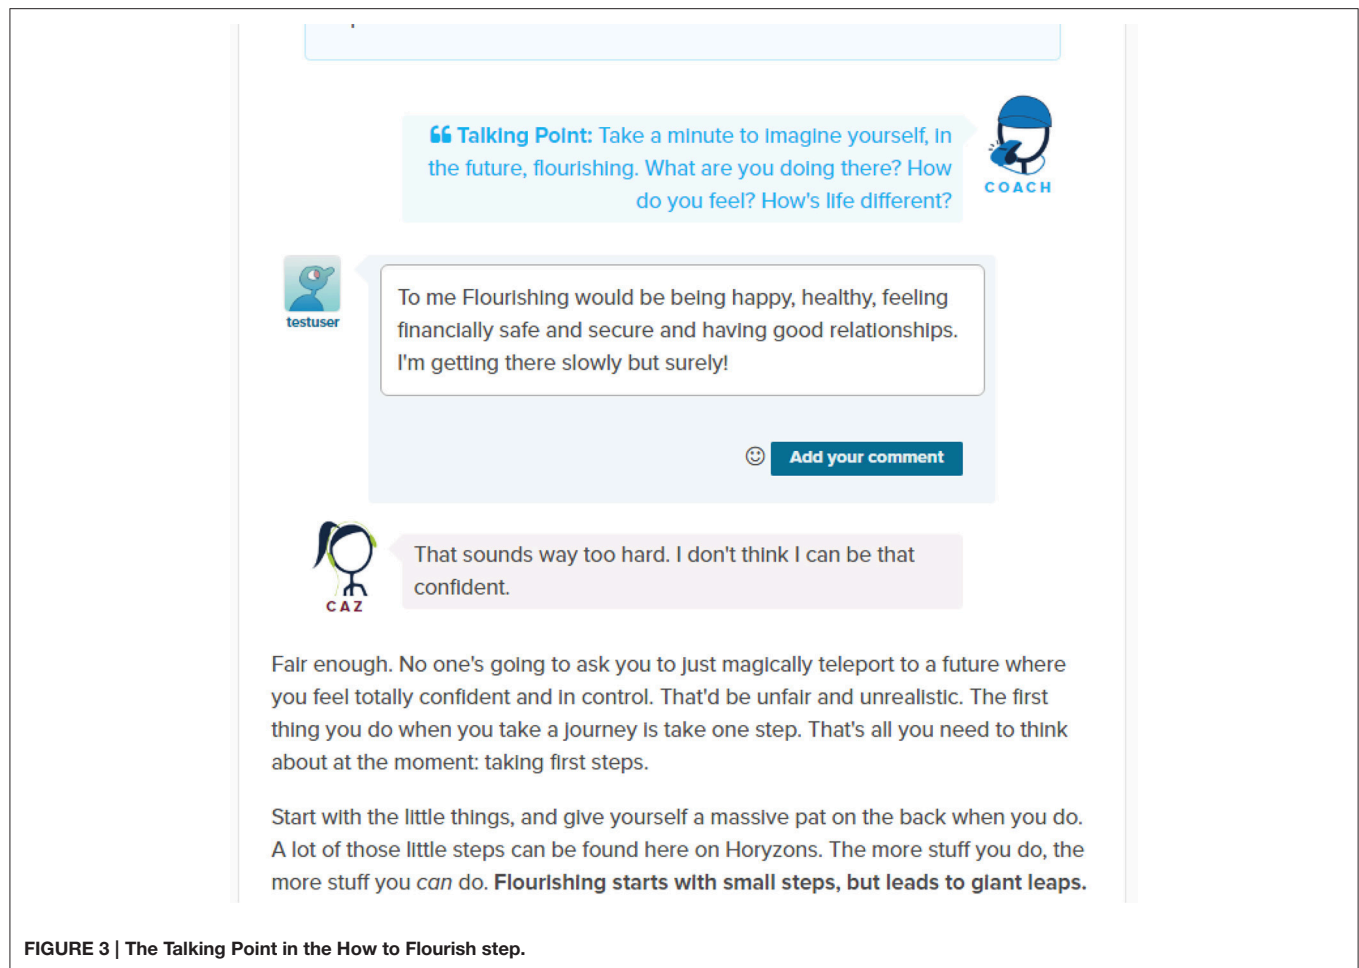 Talking Point: Take a minute to imagine yourself, in
the future, flourishing. What are you doing there? How
do you feel? How's life different?
COACH
testuser
To me Flourishing would be being happy, healthy, feeling
financially safe and secure and having good relationships.
I'm getting there slowly but surely!
Add your comment
CAZ
That sounds way too hard. I don't think I can be that
confident.
Fair enough. No one's going to ask you to just magically teleport to a future where
you feel totally confident and in control. That'd be unfair and unrealistic. The first
thing you do when you take a journey is take one step. That's all you need to think
about at the moment: taking first steps.
Start with the little things, and give yourself a massive pat on the back when you do.
A lot of those little steps can be found here on Horyzons. The more stuff you do, the
more stuff you can do. Flourishing starts with small steps, but leads to giant leaps.
FIGURE 3 | The Talking Point in the How to Flourish step.